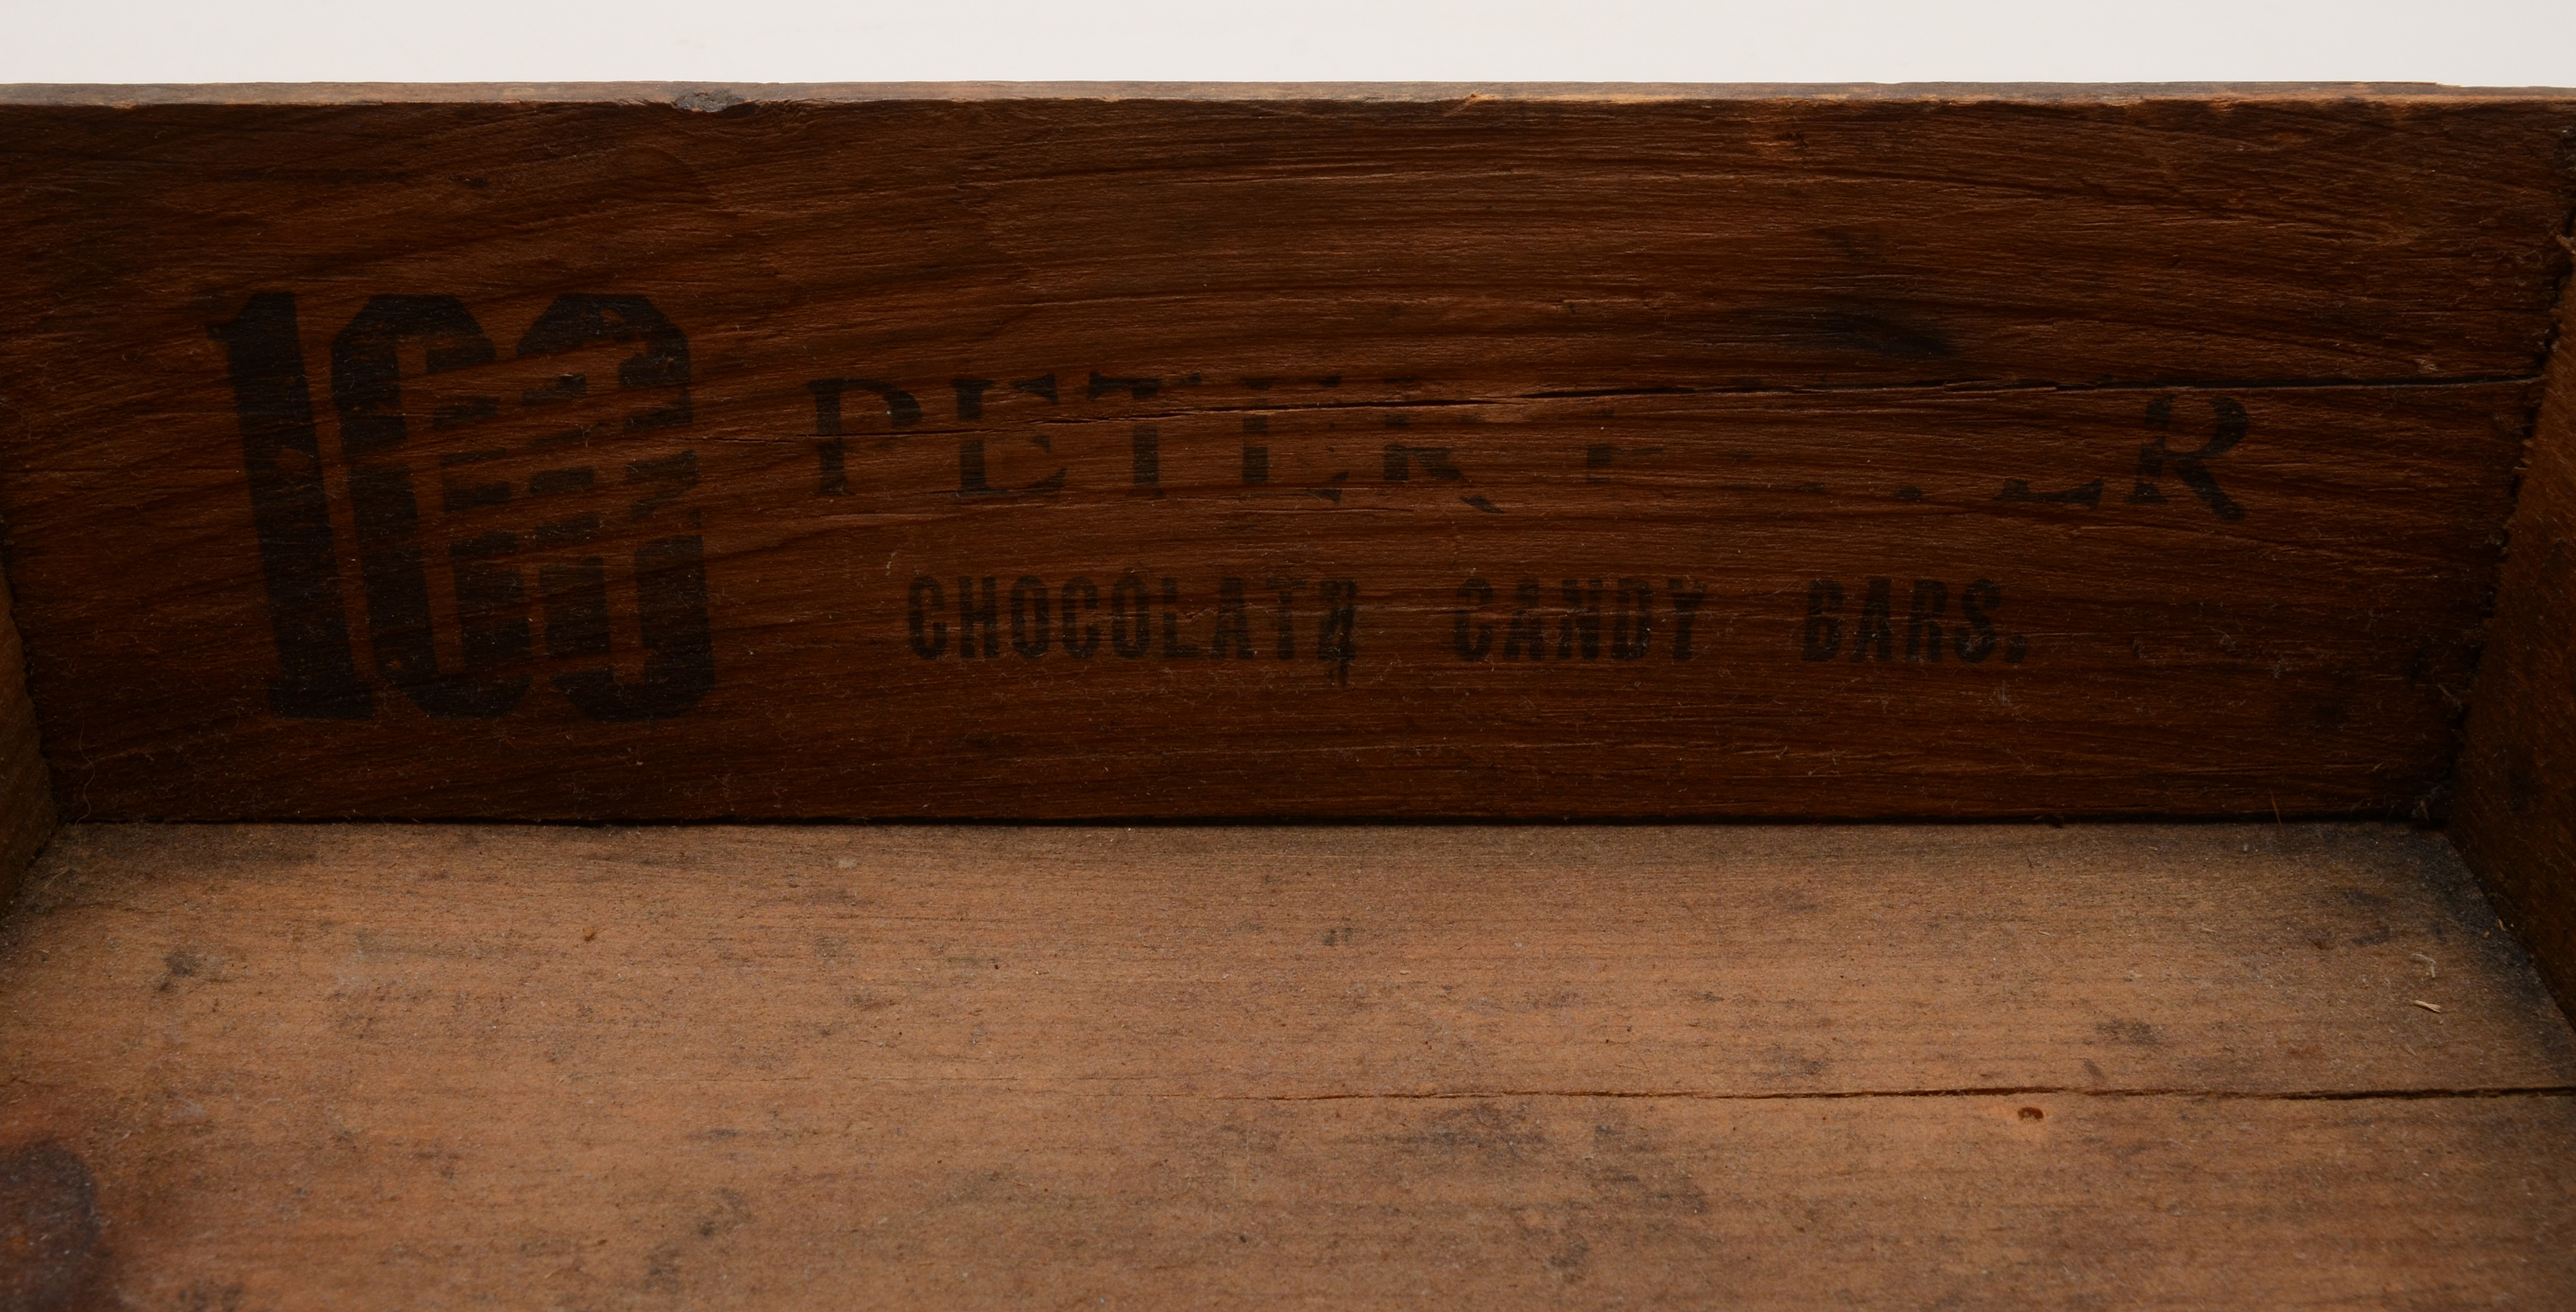 100 PETER
CHOCOLATE CANDY BARS.